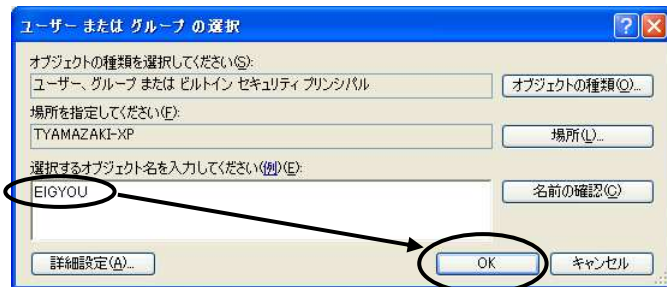 ユーザー または グループ の選択
オブジェクトの種類を選択してください(S):
ユーザー、グループ または ビルトイン セキュリティ プリンシパル
オブジェクトの種類(O)...
場所を指定してください(F):
TYAMAZAKI-XP
場所(L)...
選択するオブジェクト名を入力してください(例)(E):
EIGYOU
名前の確認(C)
詳細設定(A)...
OK
キャンセル